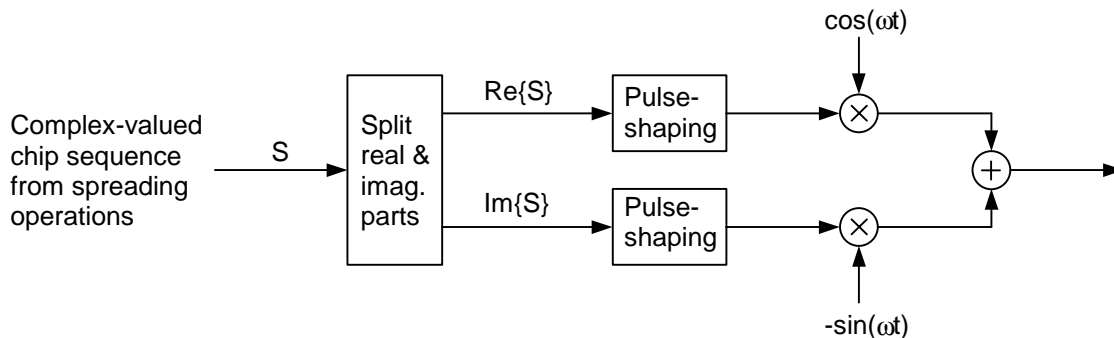 cos(ωt)
Complex-valued
chip sequence
from spreading
operations
S
Split
real &
imag.
parts
Re{S}
Pulse-
shaping
Im{S}
Pulse-
shaping
-sin(ωt)